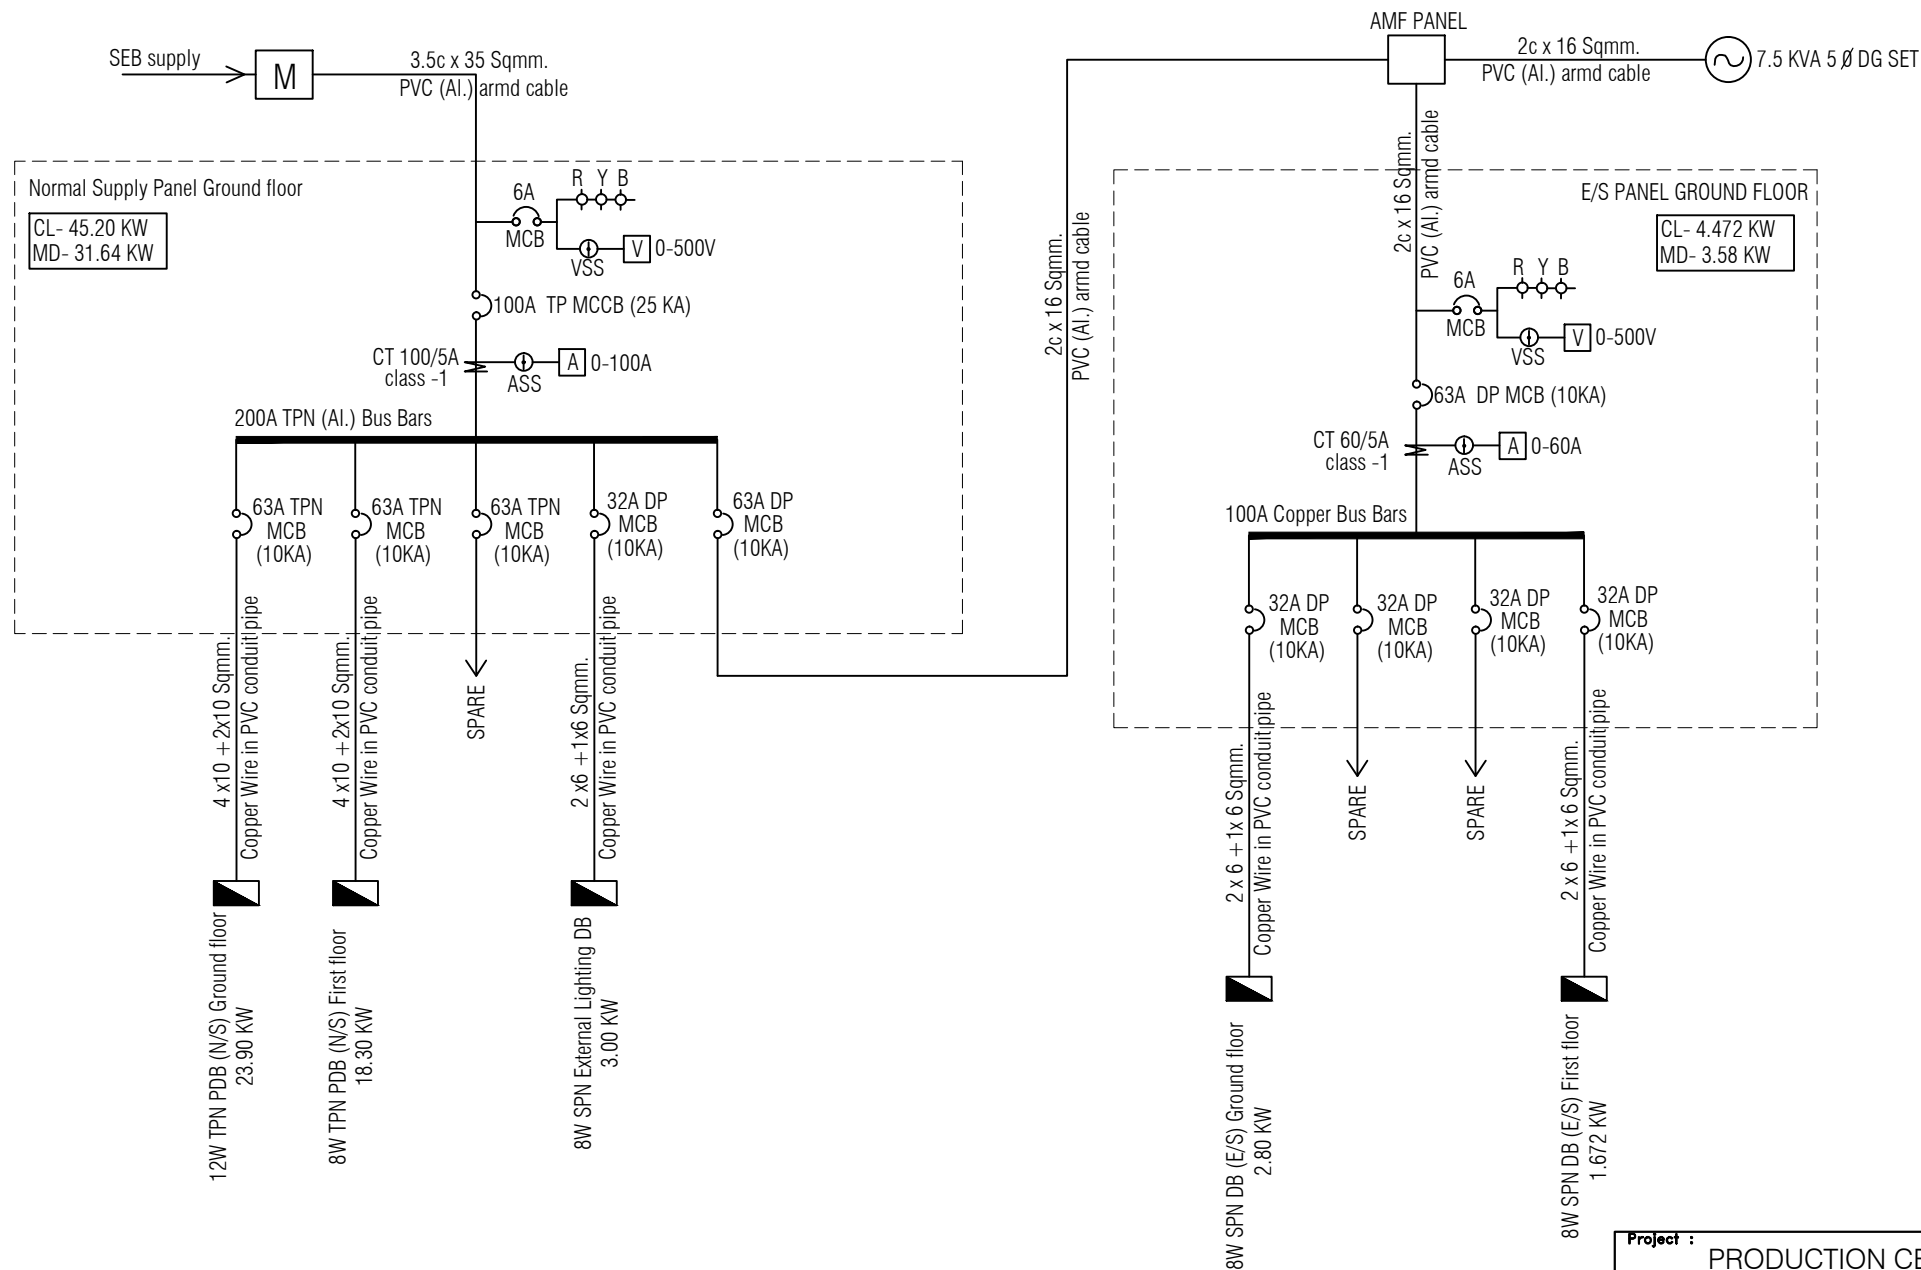 SEB supply
M
3.5c x 35 Sqmm.
PVC (Al.) armd cable
AMF PANEL
2c x 16 Sqmm.
PVC (Al.) armd cable
7.5 KVA 5 Ø DG SET
Normal Supply Panel Ground floor
CL- 45.20 KW
MD- 31.64 KW
6A
MCB
R Y B
VSS
V
0-500V
100A TP MCCB (25 KA)
CT 100/5A
class -1
ASS
A
0-100A
200A TPN (Al.) Bus Bars
63A TPN
MCB
(10KA)
63A TPN
MCB
(10KA)
63A TPN
MCB
(10KA)
32A DP
MCB
(10KA)
63A DP
MCB
(10KA)
4 x10 +2x10 Sqmm.
Copper Wire in PVC conduit pipe
4 x10 +2x10 Sqmm.
Copper Wire in PVC conduit pipe
SPARE
2 x6 +1x6 Sqmm.
Copper Wire in PVC conduit pipe
12W TPN PDB (N/S) Ground floor
23.90 KW
8W TPN PDB (N/S) First floor
18.30 KW
8W SPN External Lighting DB
3.00 KW
2c x 16 Sqmm.
PVC (Al.) armd cable
2c x 16 Sqmm.
PVC (Al.) armd cable
E/S PANEL GROUND FLOOR
CL- 4.472 KW
MD- 3.58 KW
6A
MCB
R Y B
VSS
V
0-500V
63A DP MCB (10KA)
CT 60/5A
class -1
ASS
A
0-60A
100A Copper Bus Bars
32A DP
MCB
(10KA)
32A DP
MCB
(10KA)
32A DP
MCB
(10KA)
32A DP
MCB
(10KA)
2 x 6 +1x 6 Sqmm.
Copper Wire in PVC conduit pipe
SPARE
SPARE
2 x 6 +1x 6 Sqmm.
Copper Wire in PVC conduit pipe
8W SPN DB (E/S) Ground floor
2.80 KW
8W SPN DB (E/S) First floor
1.672 KW
Project :
PRODUCTION CE